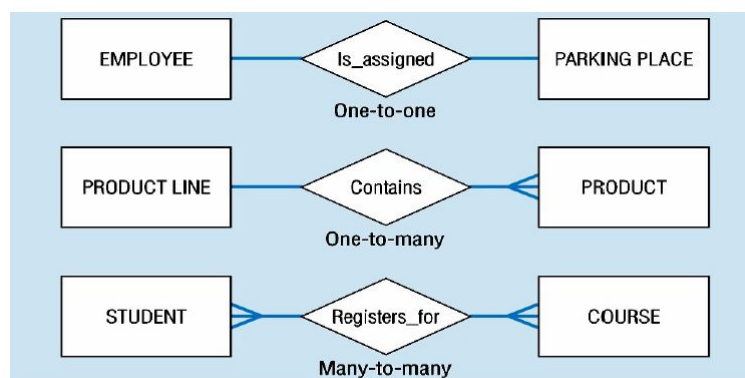 EMPLOYEE Is_assigned PARKING PLACE
One-to-one
PRODUCT LINE Contains PRODUCT
One-to-many
STUDENT Registers_for COURSE
Many-to-many